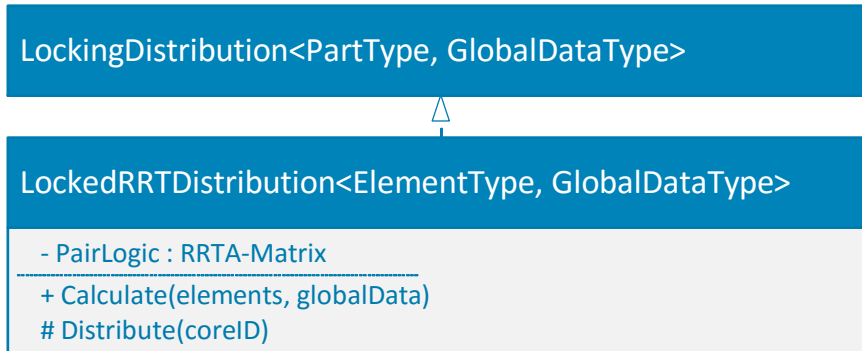 LockingDistribution<PartType, GlobalDataType>
LockedRRTDistribution<ElementType, GlobalDataType>
- PairLogic : RRTA-Matrix
+ Calculate(elements, globalData)
# Distribute(coreID)